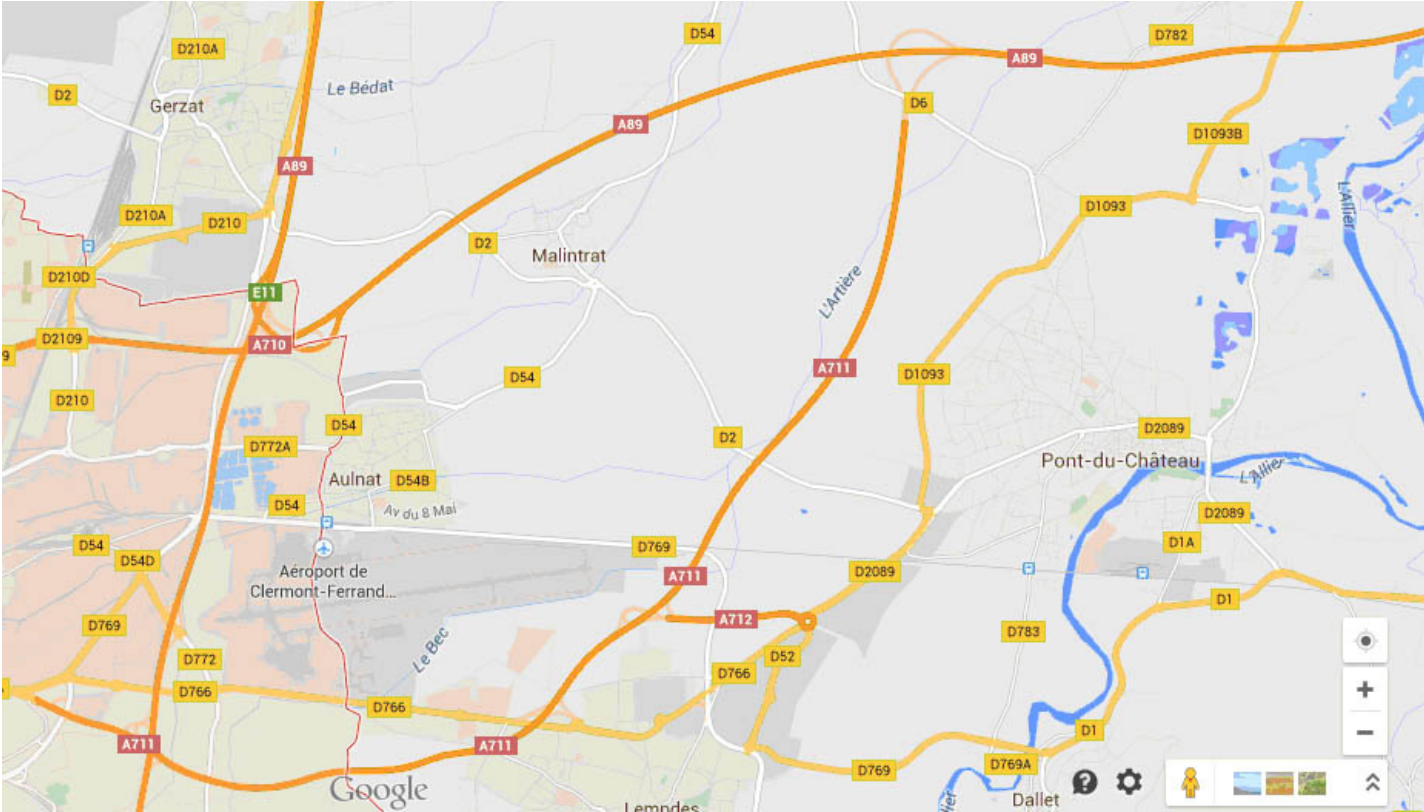 D54
D782
D210A
A89
Le Bédat
D2
Gerzat
D6
A89
D1093B
A89
L'Allier
D210A
D210
D1093
D2
Malintrat
D210D
L'Artière
E11
D2109
A710
9
A711
D54
D1093
D210
D54
D2089
D2
D772A
Pont-du-Château
L'Allier
Aulnat
D54B
D54
Av du 8 Mai
D2089
D54
D769
D1A
D54D
Aéroport de
Clermont-Ferrand...
A711
D2089
D1
A712
D769
D783
Le Bec
D52
D772
D766
D766
D766
A711
A711
D1
D769
D769A
Google
Dallet
Lempdes